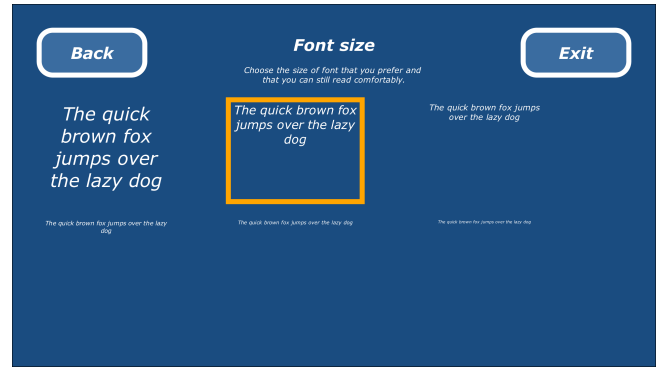 Back
Font size
Exit
Choose the size of font that you prefer and
that you can still read comfortably.
The quick
brown fox
jumps over
the lazy dog
The quick brown fox
jumps over the lazy
dog
The quick brown fox jumps
over the lazy dog
The quick brown fox jumps over the lazy
dog
The quick brown fox jumps over the lazy dog
The quick brown fox jumps over the lazy dog